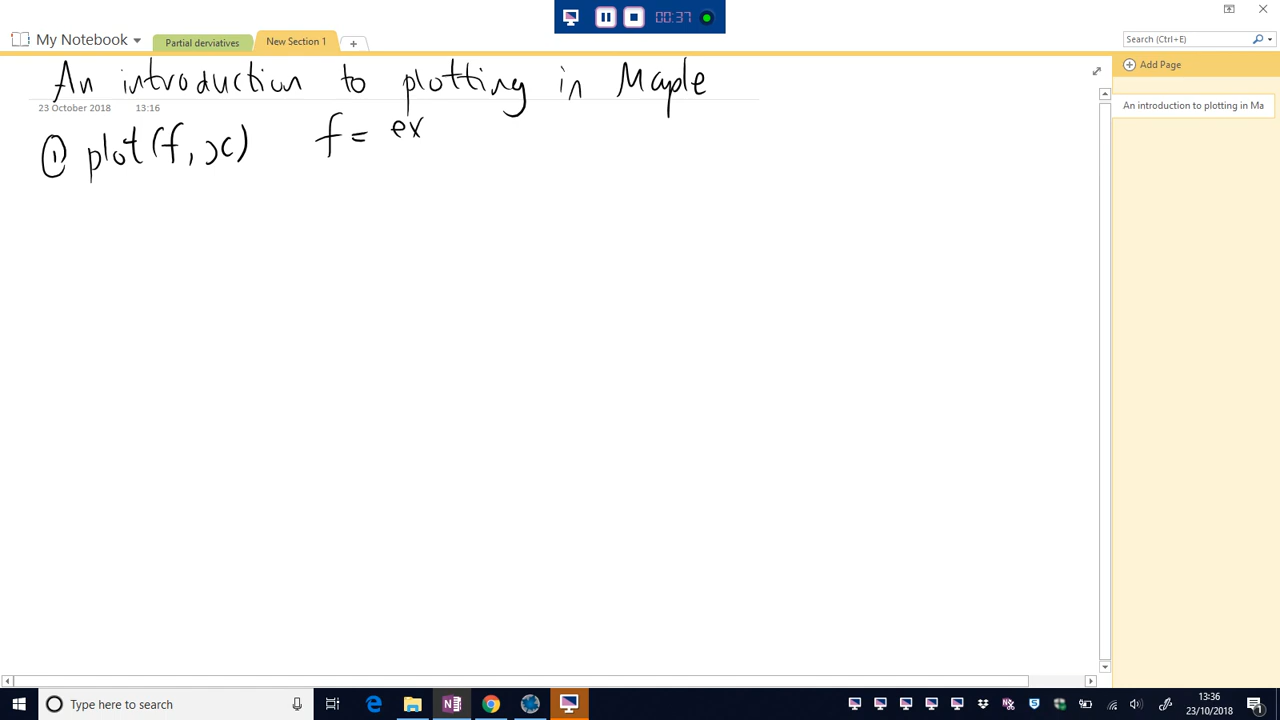 00:37
My Notebook
Partial derviatives
New Section 1
Search (Ctrl+E)
An introduction to plotting in Maple
Add Page
23 October 2018 13:16
An introduction to plotting in Ma
① plot(f, x) f = ex
Type here to search
13:36
23/10/2018